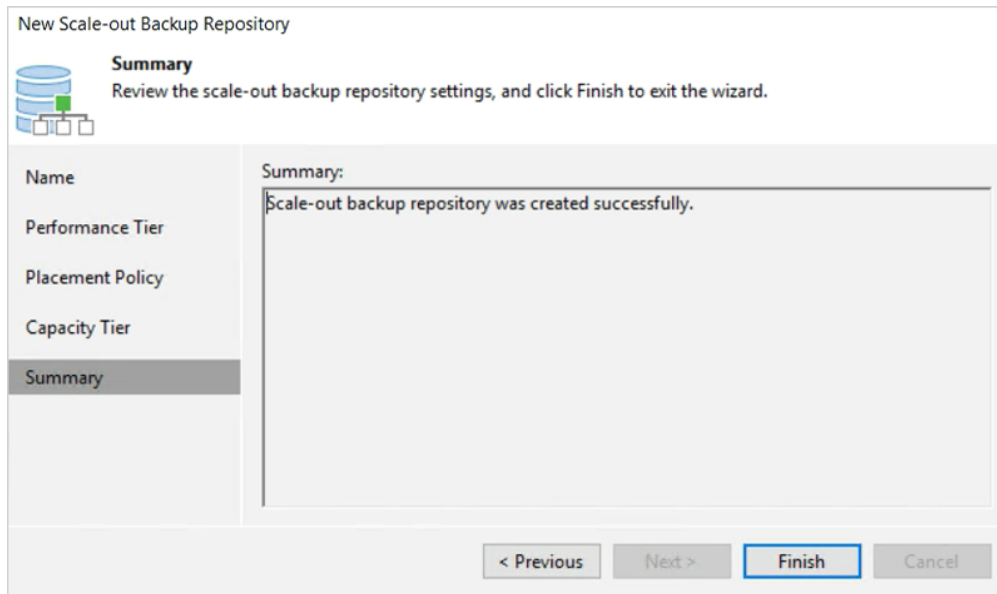 New Scale-out Backup Repository
Summary
Review the scale-out backup repository settings, and click Finish to exit the wizard.
Name
Performance Tier
Placement Policy
Capacity Tier
Summary
Summary:
Scale-out backup repository was created successfully.
< Previous
Next >
Finish
Cancel